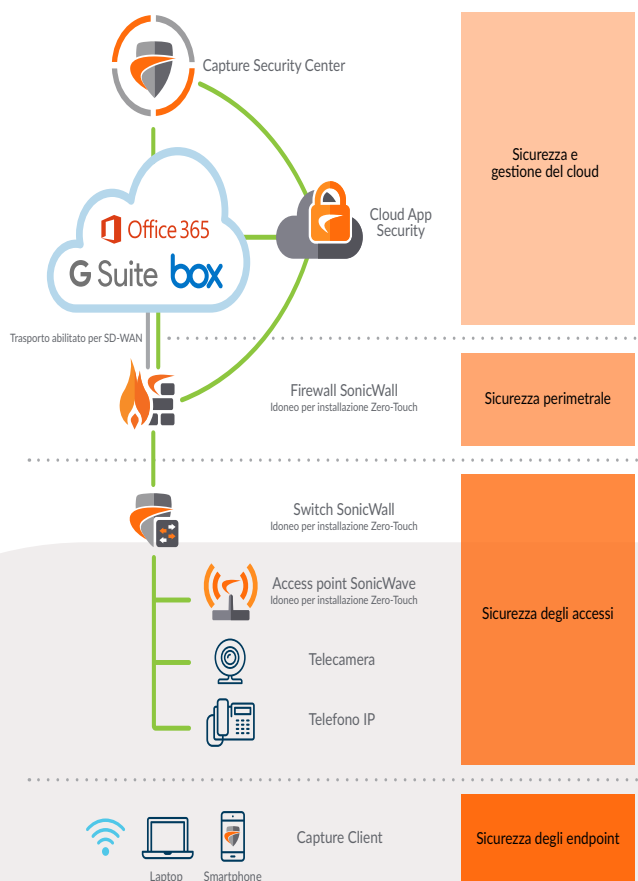 Capture Security Center
Sicurezza e
gestione del cloud
Office 365
G Suite box
Cloud App
Security
Trasporto abilitato per SD-WAN
Firewall SonicWall
Idoneo per installazione Zero-Touch
Sicurezza perimetrale
Switch SonicWall
Idoneo per installazione Zero-Touch
Access point SonicWave
Idoneo per installazione Zero-Touch
Sicurezza degli accessi
Telecamera
Telefono IP
Capture Client
Sicurezza degli endpoint
Laptop
Smartphone